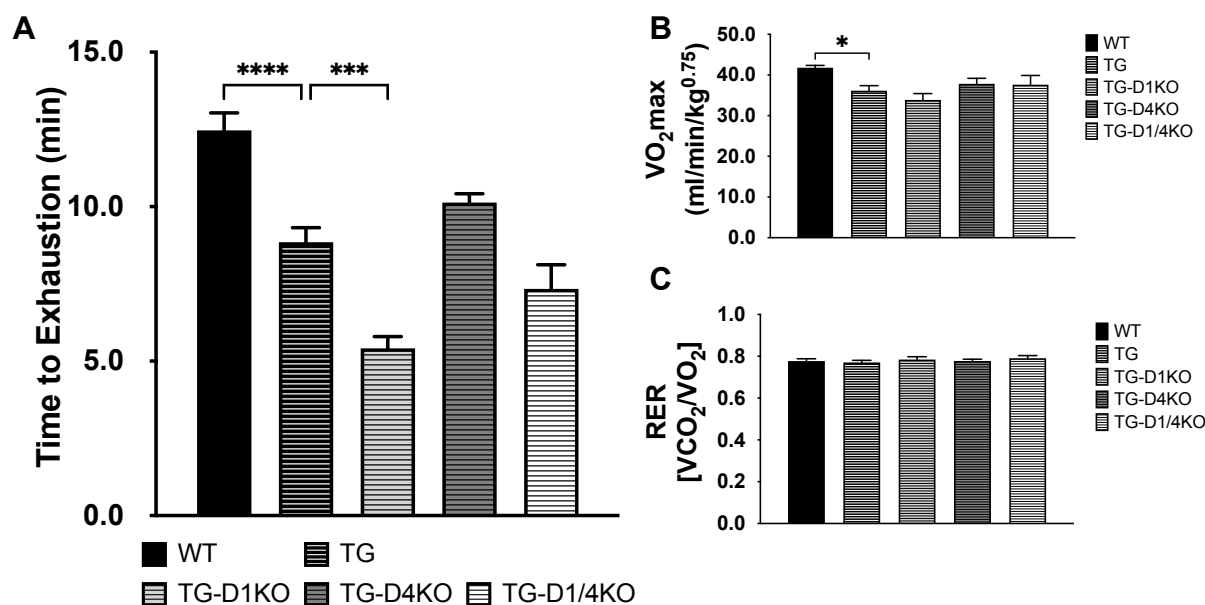 A
Time to Exhaustion (min)
15.0
10.0
5.0
0.0
****
***
WT
TG
TG-D1KO
TG-D4KO
TG-D1/4KO
B
VO₂max
(ml/min/kg⁰·⁷⁵)
50.0
40.0
30.0
20.0
10.0
0.0
*
WT
TG
TG-D1KO
TG-D4KO
TG-D1/4KO
C
RER
[VCO₂/VO₂]
1.0
0.8
0.6
0.4
0.2
0.0
WT
TG
TG-D1KO
TG-D4KO
TG-D1/4KO